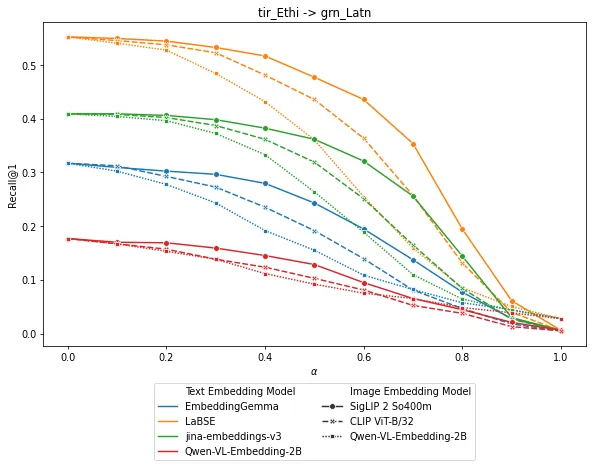 tir_Ethi -> grn_Latn
Recall@1
0.5
0.4
0.3
0.2
0.1
0.0
0.0 0.2 0.4 0.6 0.8 1.0
α
Text Embedding Model Image Embedding Model
EmbeddingGemma SigLIP 2 So400m
LaBSE CLIP ViT-B/32
jina-embeddings-v3 Qwen-VL-Embedding-2B
Qwen-VL-Embedding-2B